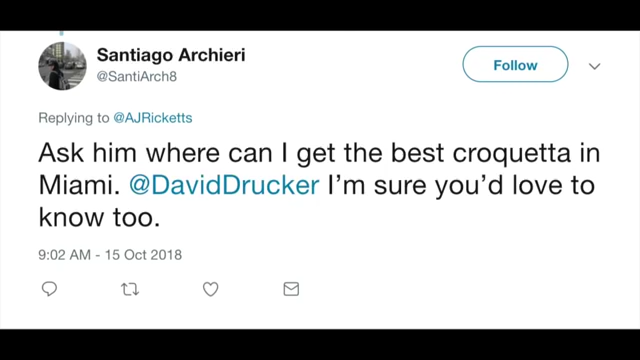 Santiago Archieri
@SantiArch8
Follow
Replying to @AJRicketts
Ask him where can I get the best croquetta in
Miami. @DavidDrucker I’m sure you’d love to
know too.
9:02 AM - 15 Oct 2018